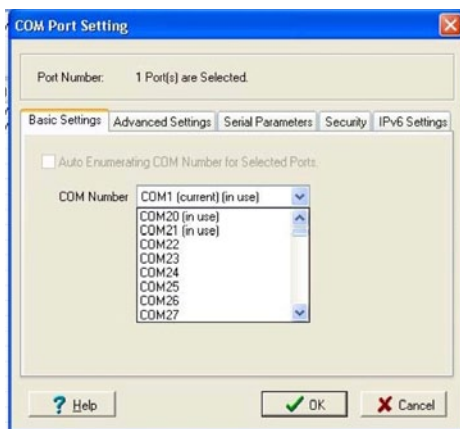 COM Port Setting
Port Number: 1 Port(s) are Selected.
Basic Settings Advanced Settings Serial Parameters Security IPv6 Settings
Auto Enumerating COM Number for Selected Ports.
COM Number COM1 (current) (in use)
COM20 (in use)
COM21 (in use)
COM22
COM23
COM24
COM25
COM26
COM27
? Help OK Cancel